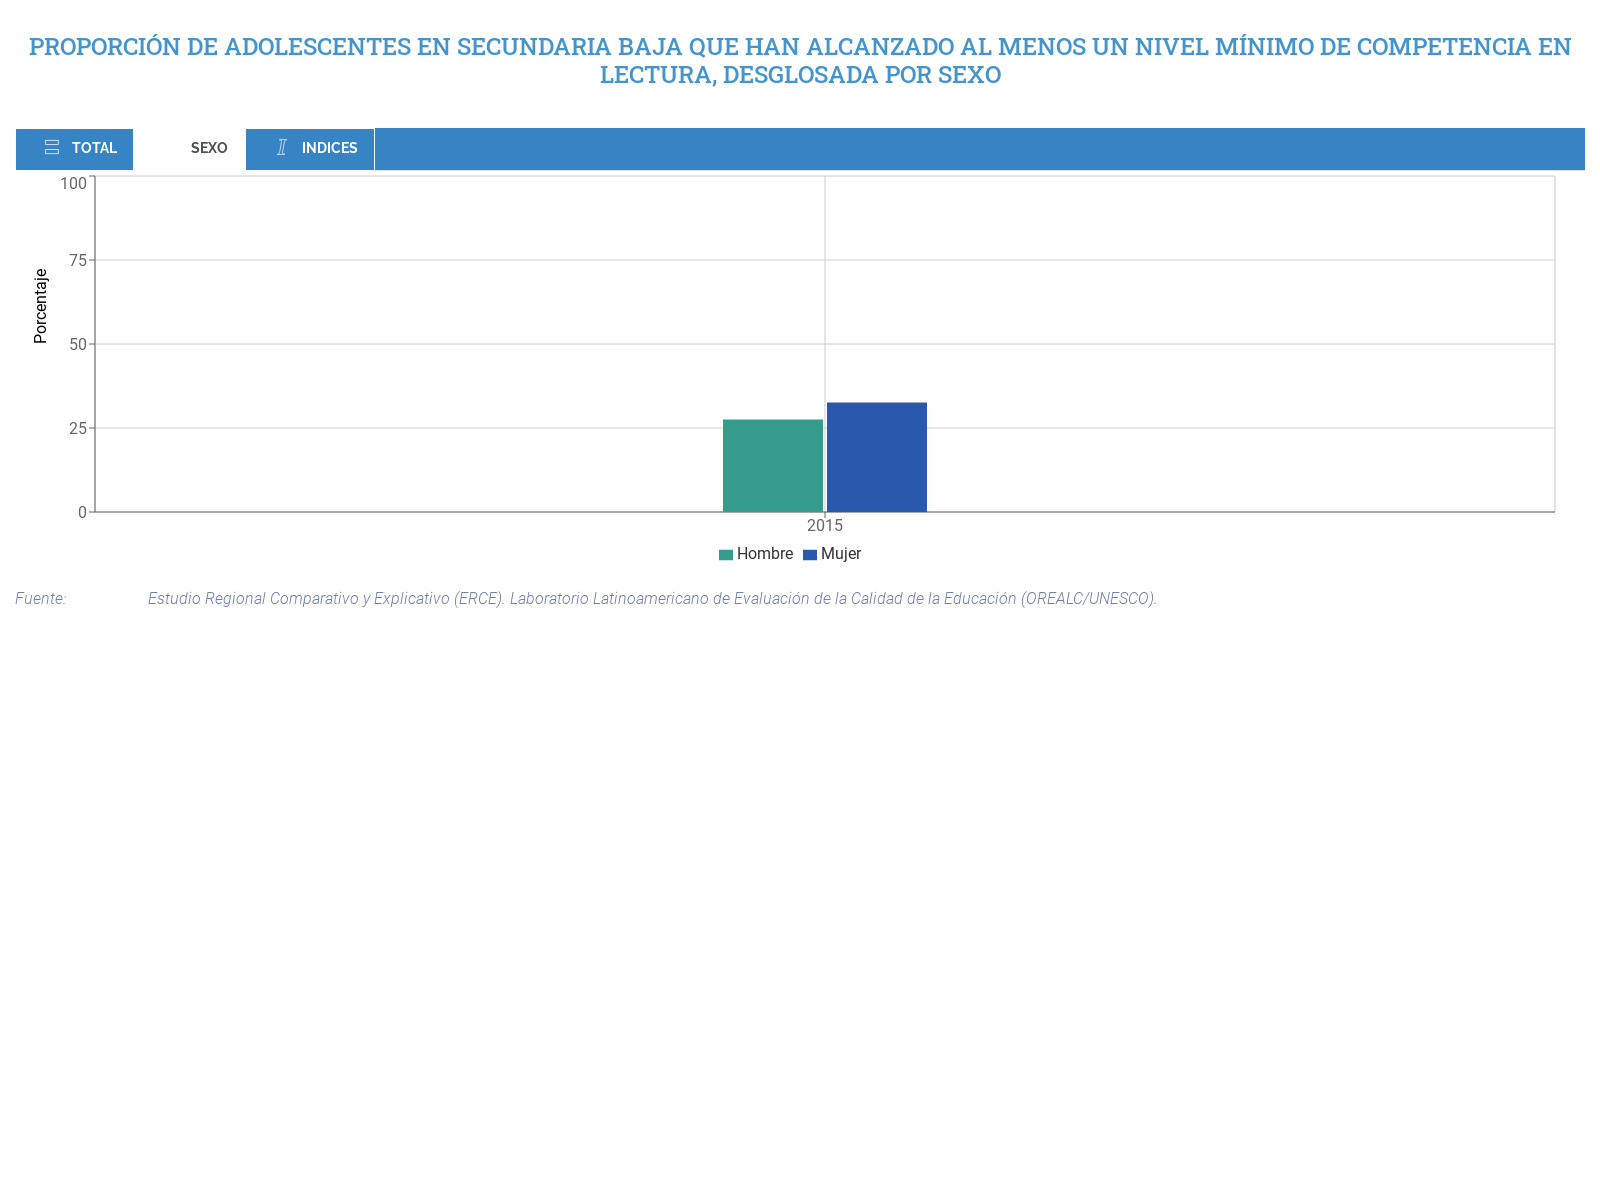 PROPORCIÓN DE ADOLESCENTES EN SECUNDARIA BAJA QUE HAN ALCANZADO AL MENOS UN NIVEL MÍNIMO DE COMPETENCIA EN
LECTURA, DESGLOSADA POR SEXO
TOTAL SEXO INDICES
100
75
50
25
0
Porcentaje
2015
Hombre Mujer
Fuente: Estudio Regional Comparativo y Explicativo (ERCE). Laboratorio Latinoamericano de Evaluación de la Calidad de la Educación (OREALC/UNESCO).